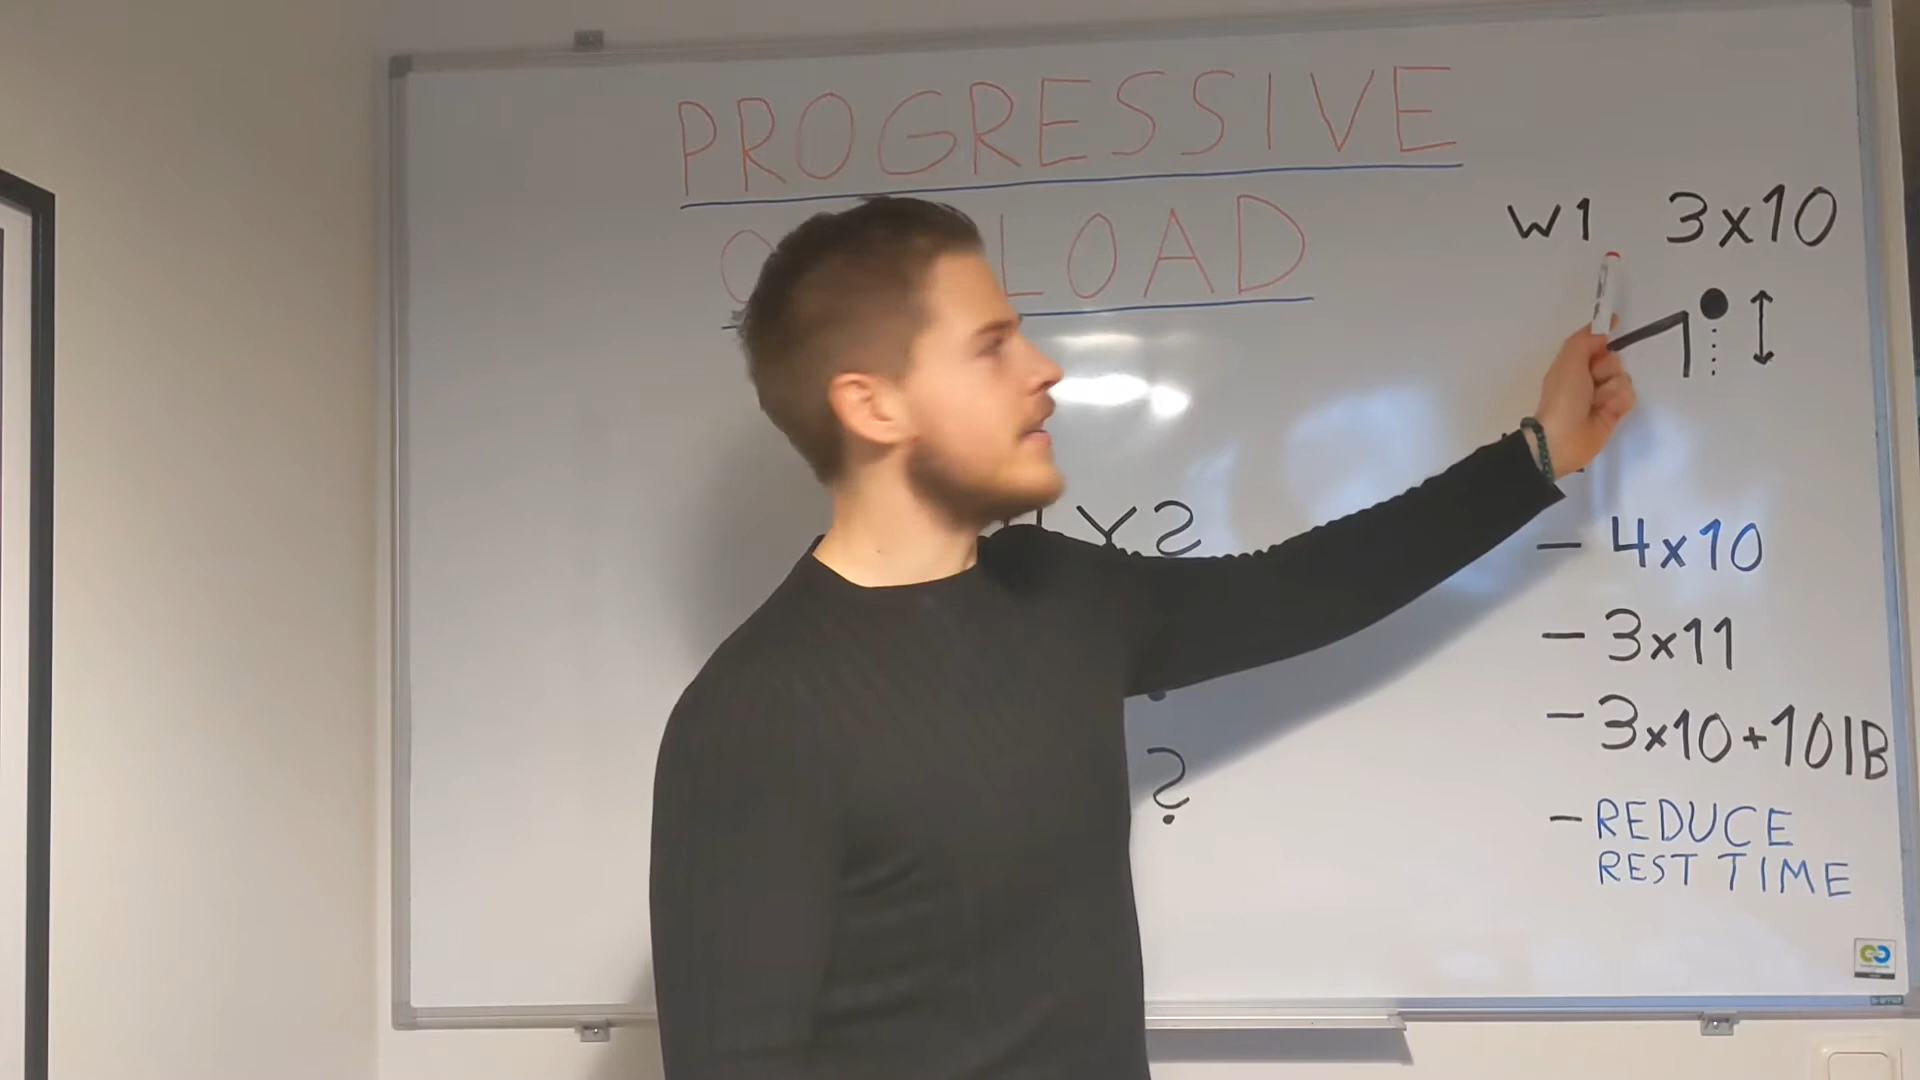 PROGRESSIVE
LOAD
W1 3x10
- 4x10
- 3x11
- 3x10+10lB
- REDUCE
REST TIME
?